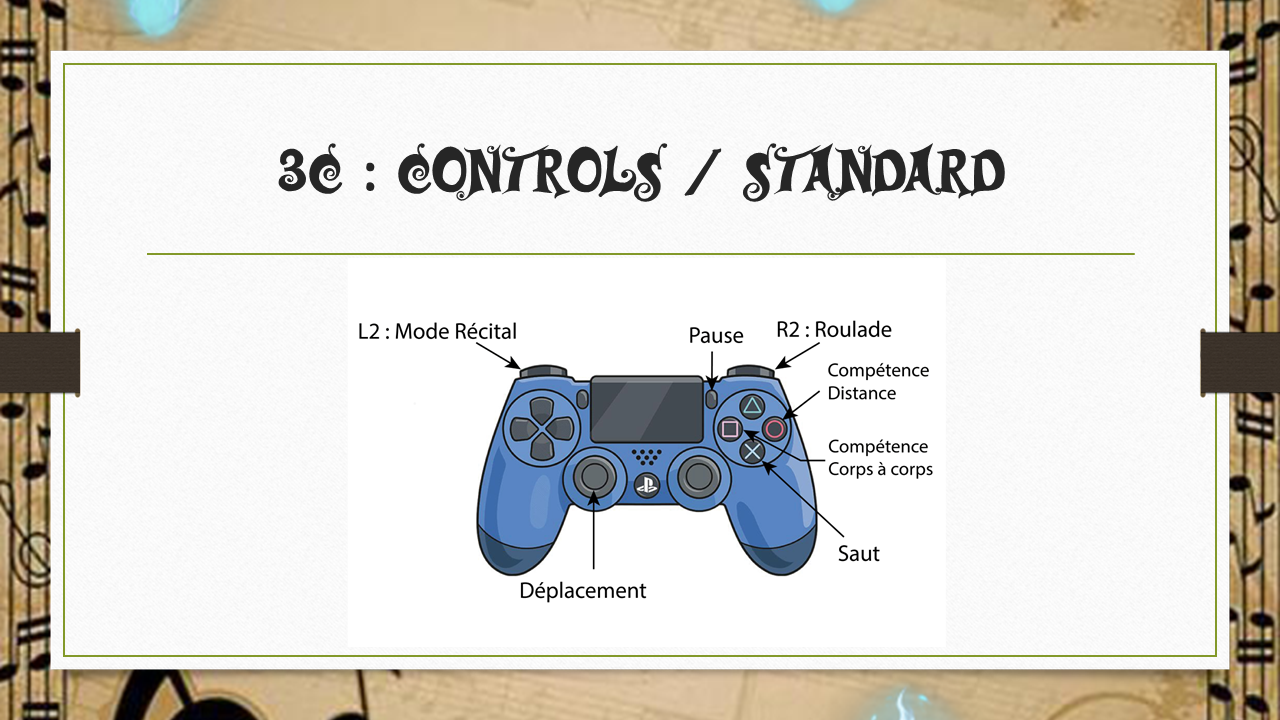 3C : CONTROLS / STANDARD
L2 : Mode Récital
Pause
R2 : Roulade
Compétence
Distance
Compétence
Corps à corps
Saut
Déplacement